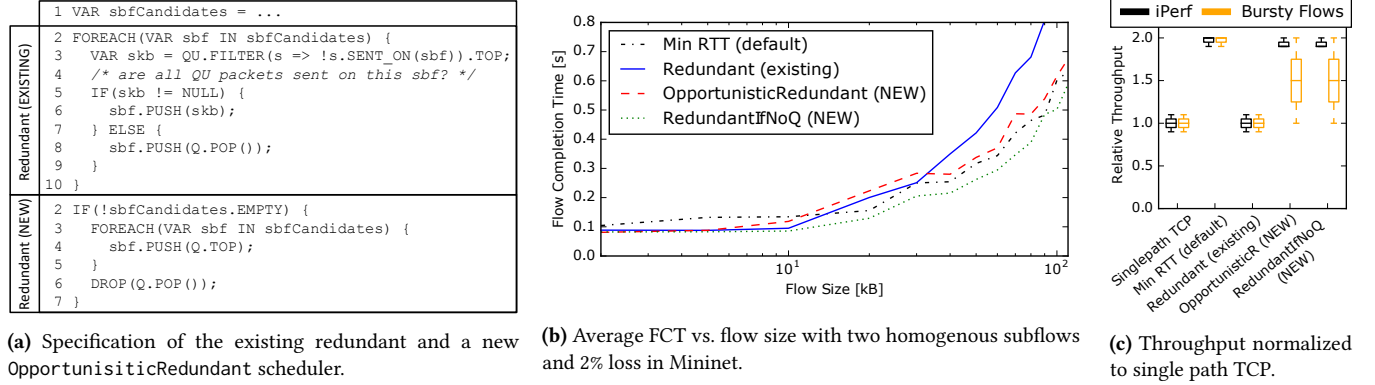 1 VAR sbfCandidates = ...
Redundant (EXISTING)
2 FOREACH(VAR sbf IN sbfCandidates) {
3 VAR skb = QU.FILTER(s => !s.SENT_ON(sbf)).TOP;
4 /* are all QU packets sent on this sbf? */
5 IF(skb != NULL) {
6 sbf.PUSH(skb);
7 } ELSE {
8 sbf.PUSH(Q.POP());
9 }
10 }
Redundant (NEW)
2 IF(!sbfCandidates.EMPTY) {
3 FOREACH(VAR sbf IN sbfCandidates) {
4 sbf.PUSH(Q.TOP);
5 }
6 DROP(Q.POP());
7 }
(a) Specification of the existing redundant and a new
OpportunisiticRedundant scheduler.
Flow Completion Time [s]
0.8
0.7
0.6
0.5
0.4
0.3
0.2
0.1
0.0
Min RTT (default)
Redundant (existing)
OpportunisticRedundant (NEW)
RedundantIfNoQ (NEW)
10^1
10^2
Flow Size [kB]
(b) Average FCT vs. flow size with two homogenous subflows
and 2% loss in Mininet.
iPerf
Bursty Flows
Relative Throughput
2.0
1.5
1.0
0.5
0.0
Singlepath TCP
Min RTT (default)
Redundant (existing)
OpportunisticR (NEW)
RedundantIfNoQ
(NEW)
(c) Throughput normalized
to single path TCP.